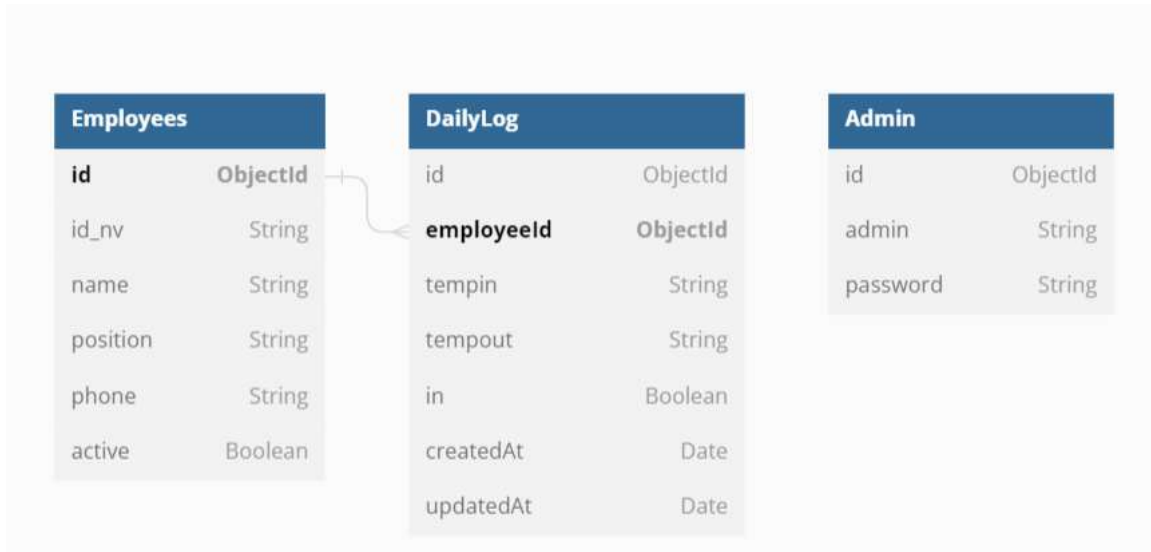 Employees
id ObjectId
id_nv String
name String
position String
phone String
active Boolean
DailyLog
id ObjectId
employeeId ObjectId
tempin String
tempout String
in Boolean
createdAt Date
updatedAt Date
Admin
id ObjectId
admin String
password String